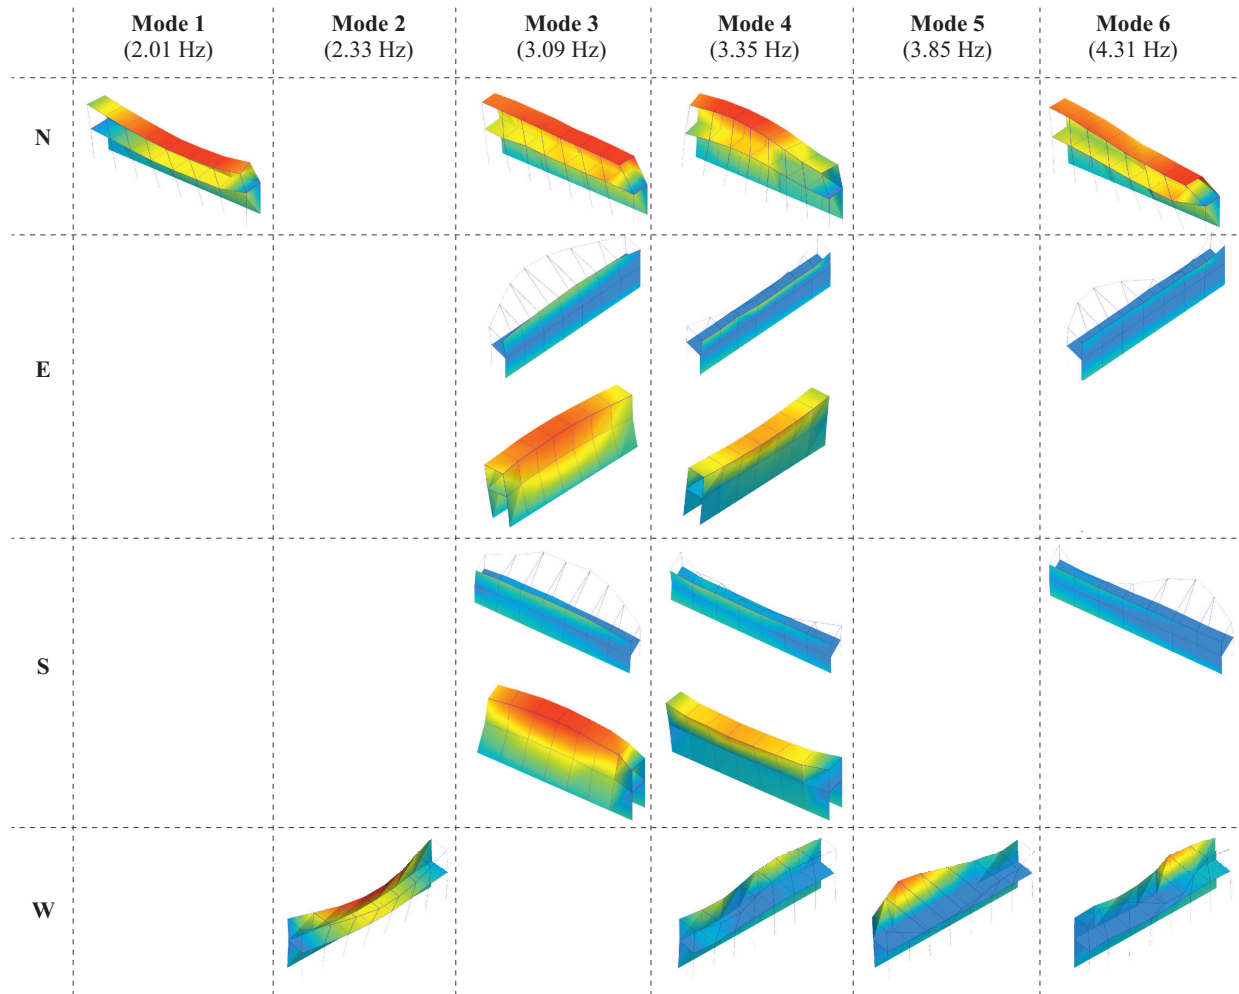 Mode 1
(2.01 Hz)
Mode 2
(2.33 Hz)
Mode 3
(3.09 Hz)
Mode 4
(3.35 Hz)
Mode 5
(3.85 Hz)
Mode 6
(4.31 Hz)
N
E
S
W